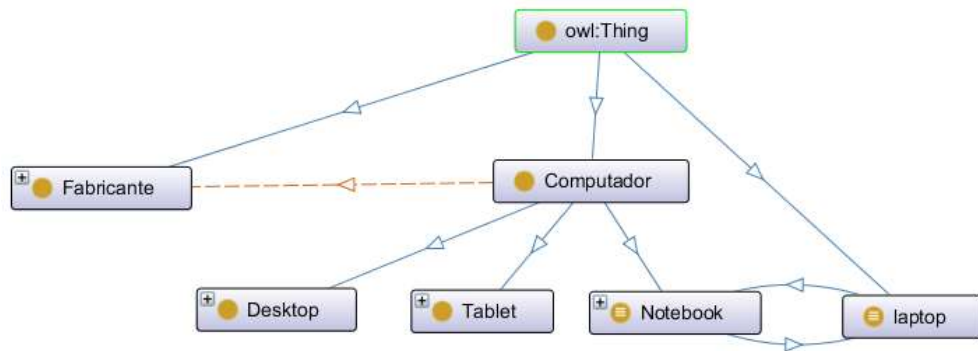 owl:Thing
Fabricante
Computador
Desktop
Tablet
Notebook
laptop